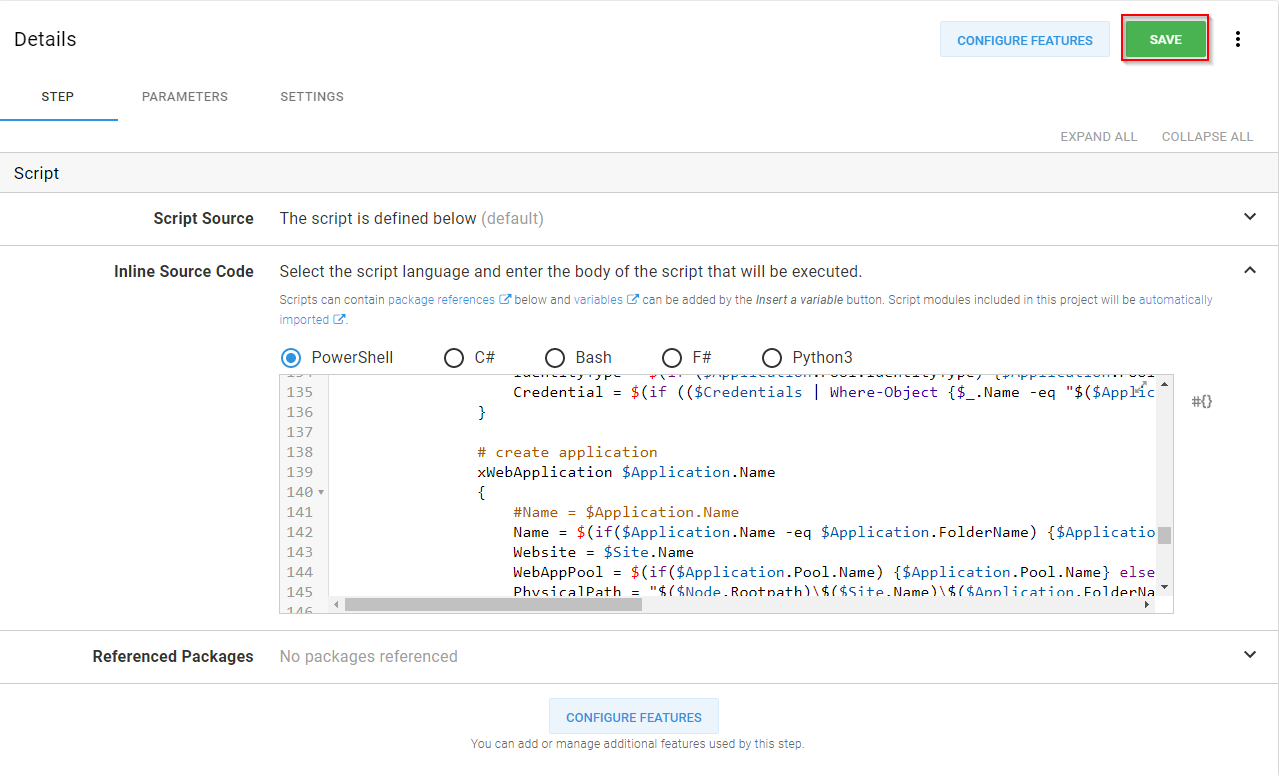 Details
CONFIGURE FEATURES
SAVE
STEP
PARAMETERS
SETTINGS
EXPAND ALL
COLLAPSE ALL
Script
Script Source
The script is defined below (default)
Inline Source Code
Select the script language and enter the body of the script that will be executed.
Scripts can contain package references below and variables can be added by the Insert a variable button. Script modules included in this project will be automatically
imported .
PowerShell
C#
Bash
F#
Python3
134 IdentityType = $(if ($Application.Pool.IdentityType) {$Application.Pool
135 Credential = $(if (($Credentials | Where-Object {$_.Name -eq "$($Applic
#{}
136 }
137
138 # create application
139 xWebApplication $Application.Name
140 {
141 #Name = $Application.Name
142 Name = $(if($Application.Name -eq $Application.FolderName) {$Applicatio
143 Website = $Site.Name
144 WebAppPool = $(if($Application.Pool.Name) {$Application.Pool.Name} else
145 PhysicalPath = "$($Node.Rootpath)\$($Site.Name)\$($Application.FolderNa
146
Referenced Packages
No packages referenced
CONFIGURE FEATURES
You can add or manage additional features used by this step.